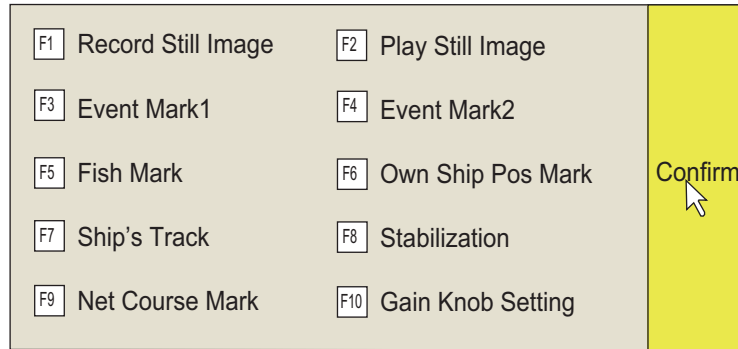 F1 Record Still Image F2 Play Still Image
F3 Event Mark1 F4 Event Mark2
F5 Fish Mark F6 Own Ship Pos Mark Confirm
F7 Ship's Track F8 Stabilization
F9 Net Course Mark F10 Gain Knob Setting